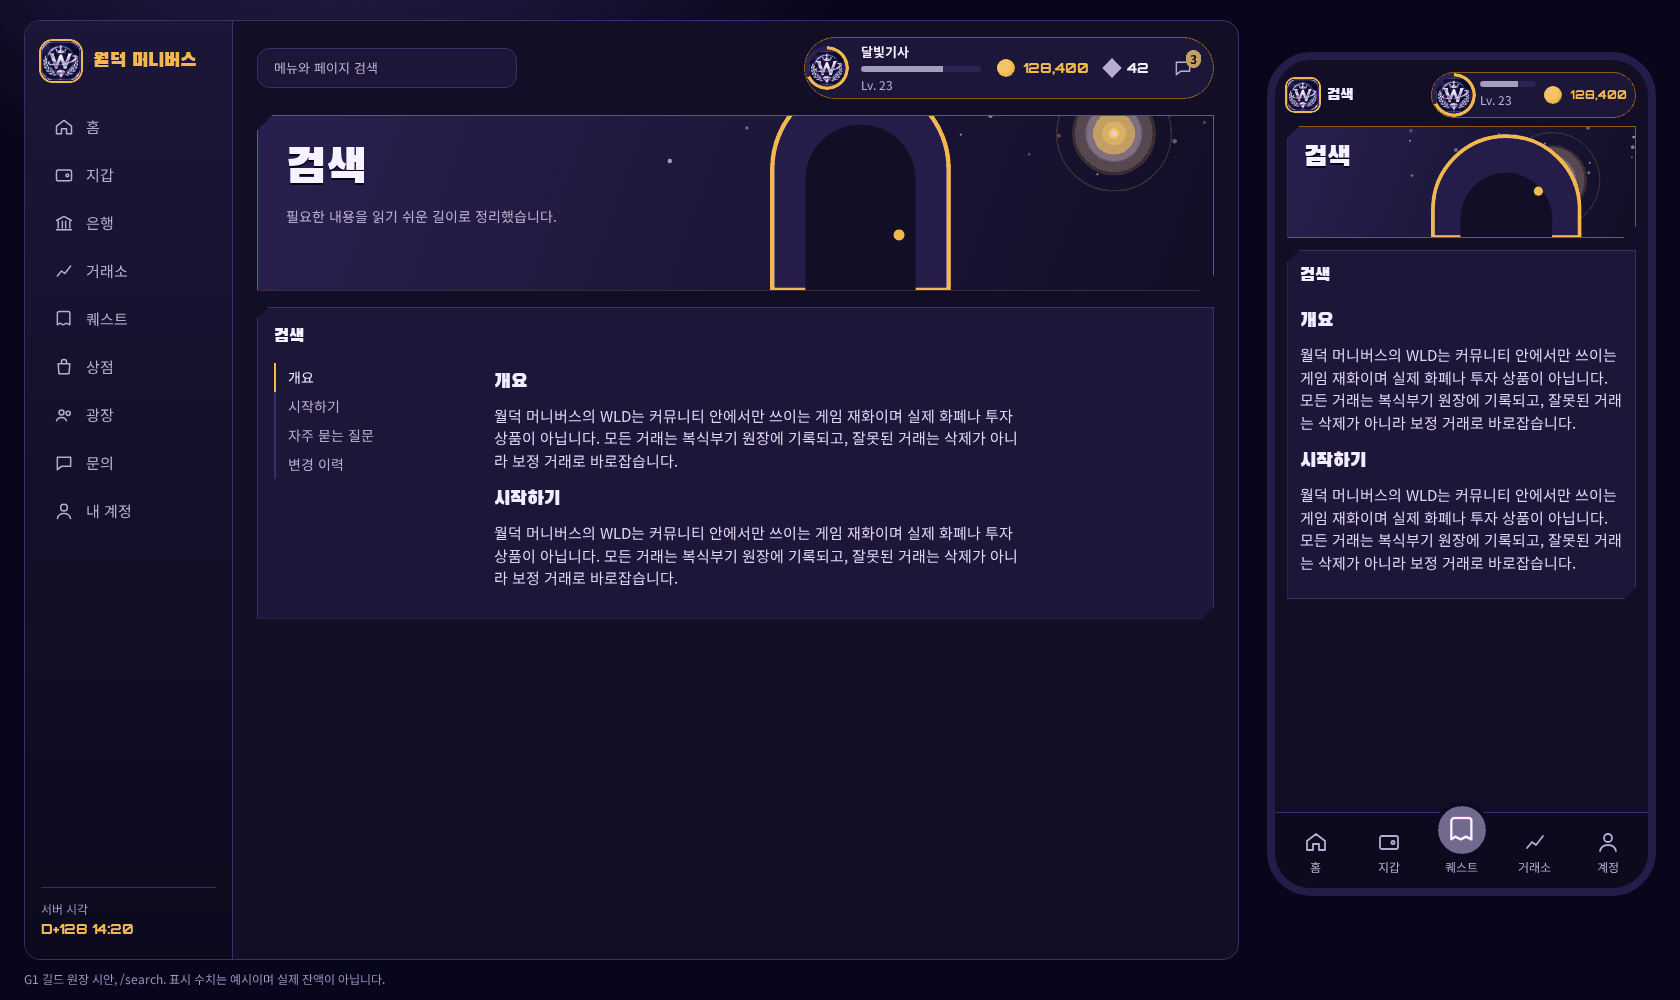 월덕 머니버스
홈
지갑
은행
거래소
퀘스트
상점
광장
문의
내 계정
서버 시각
D+128 14:20
메뉴와 페이지 검색
달빛기사
Lv. 23
128,400
42
3
검색
필요한 내용을 읽기 쉬운 길이로 정리했습니다.
검색
개요
시작하기
자주 묻는 질문
변경 이력
개요
월덕 머니버스의 WLD는 커뮤니티 안에서만 쓰이는 게임 재화이며 실제 화폐나 투자
상품이 아닙니다. 모든 거래는 복식부기 원장에 기록되고, 잘못된 거래는 삭제가 아니
라 보정 거래로 바로잡습니다.
시작하기
월덕 머니버스의 WLD는 커뮤니티 안에서만 쓰이는 게임 재화이며 실제 화폐나 투자
상품이 아닙니다. 모든 거래는 복식부기 원장에 기록되고, 잘못된 거래는 삭제가 아니
라 보정 거래로 바로잡습니다.
W
검색
Lv. 23
128,400
검색
검색
개요
월덕 머니버스의 WLD는 커뮤니티 안에서만 쓰이는
게임 재화이며 실제 화폐나 투자 상품이 아닙니다.
모든 거래는 복식부기 원장에 기록되고, 잘못된 거래
는 삭제가 아니라 보정 거래로 바로잡습니다.
시작하기
월덕 머니버스의 WLD는 커뮤니티 안에서만 쓰이는
게임 재화이며 실제 화폐나 투자 상품이 아닙니다.
모든 거래는 복식부기 원장에 기록되고, 잘못된 거래
는 삭제가 아니라 보정 거래로 바로잡습니다.
홈
지갑
퀘스트
거래소
계정
G1 길드 원장 시안, /search. 표시 수치는 예시이며 실제 잔액이 아닙니다.